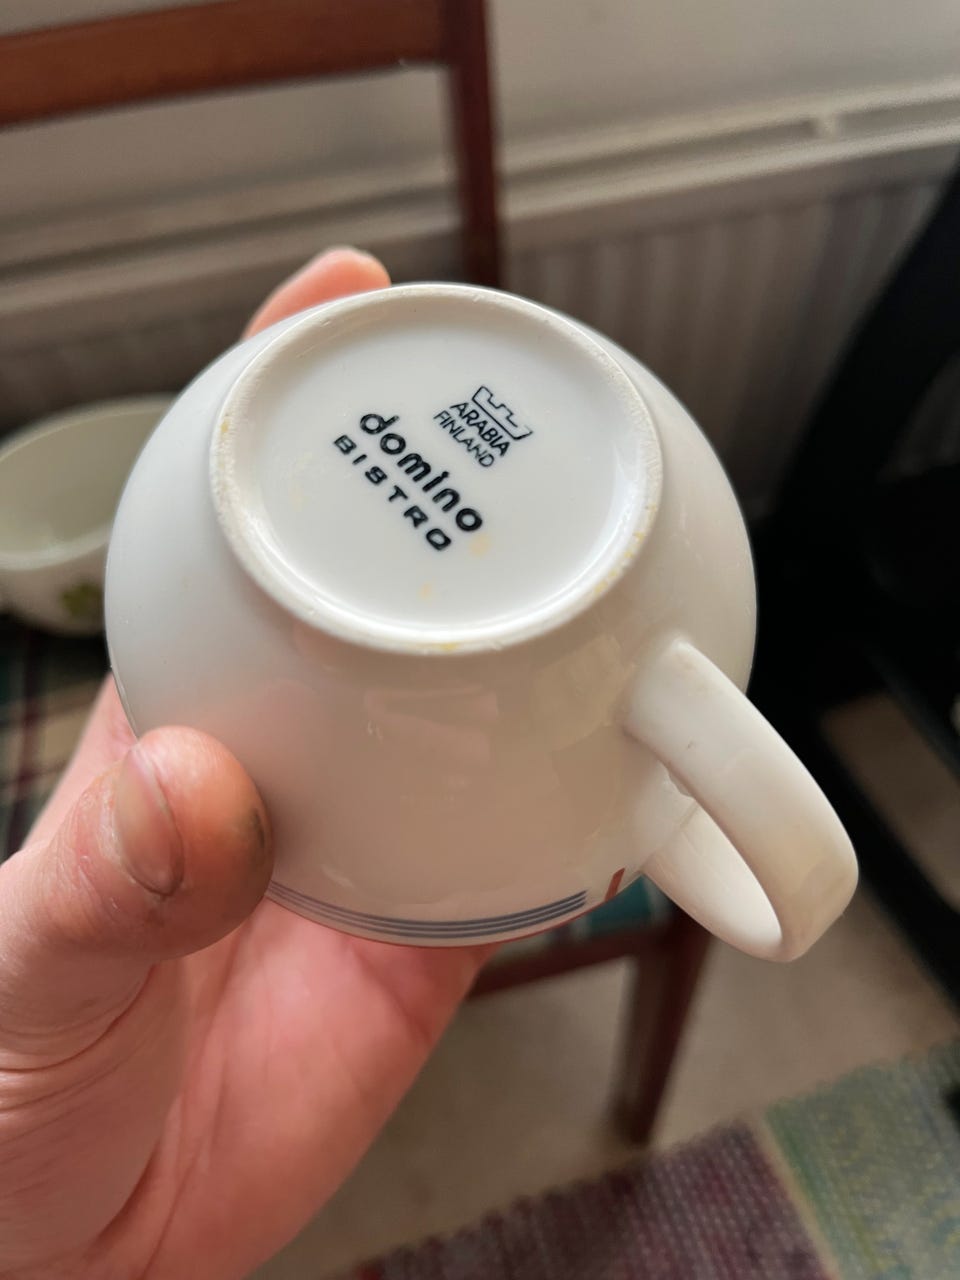 ARABIA
FINLAND
domino
BISTRO